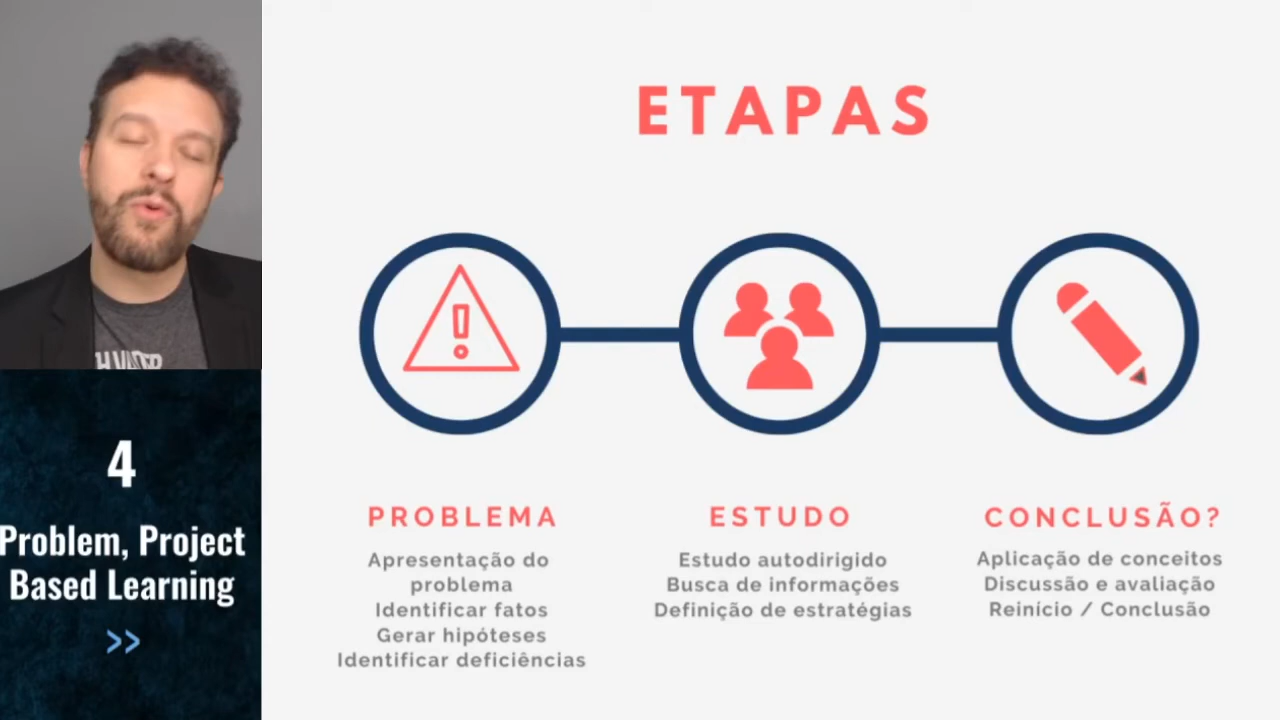 ETAPAS
PROBLEMA
Apresentação do
problema
Identificar fatos
Gerar hipóteses
Identificar deficiências
ESTUDO
Estudo autodirigido
Busca de informações
Definição de estratégias
CONCLUSÃO?
Aplicação de conceitos
Discussão e avaliação
Reinício / Conclusão
4
Problem, Project
Based Learning
>>